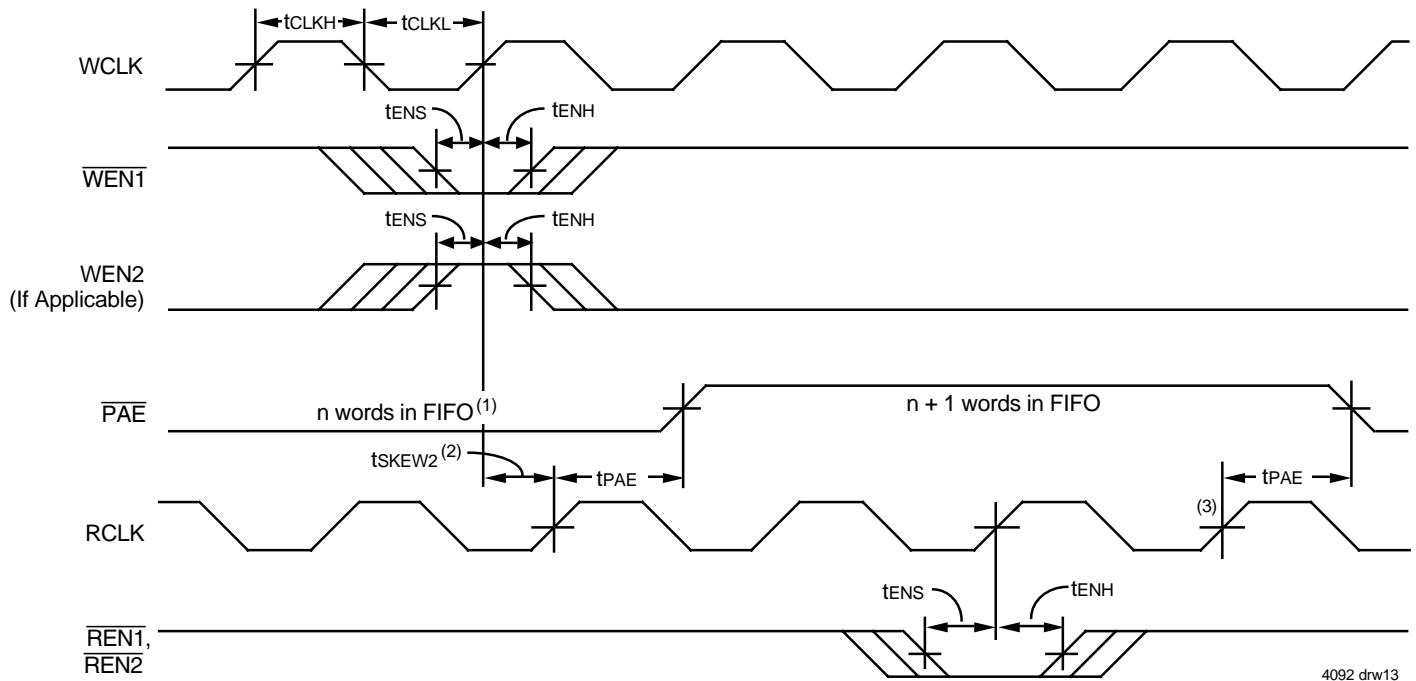 tCLKH
tCLKL
WCLK
tENS
tENH
WEN1
tENS
tENH
WEN2
(If Applicable)
PAE
n words in FIFO (1)
n + 1 words in FIFO
tSKEW2 (2)
tPAE
tPAE
RCLK
(3)
tENS
tENH
REN1,
REN2
4092 drw13